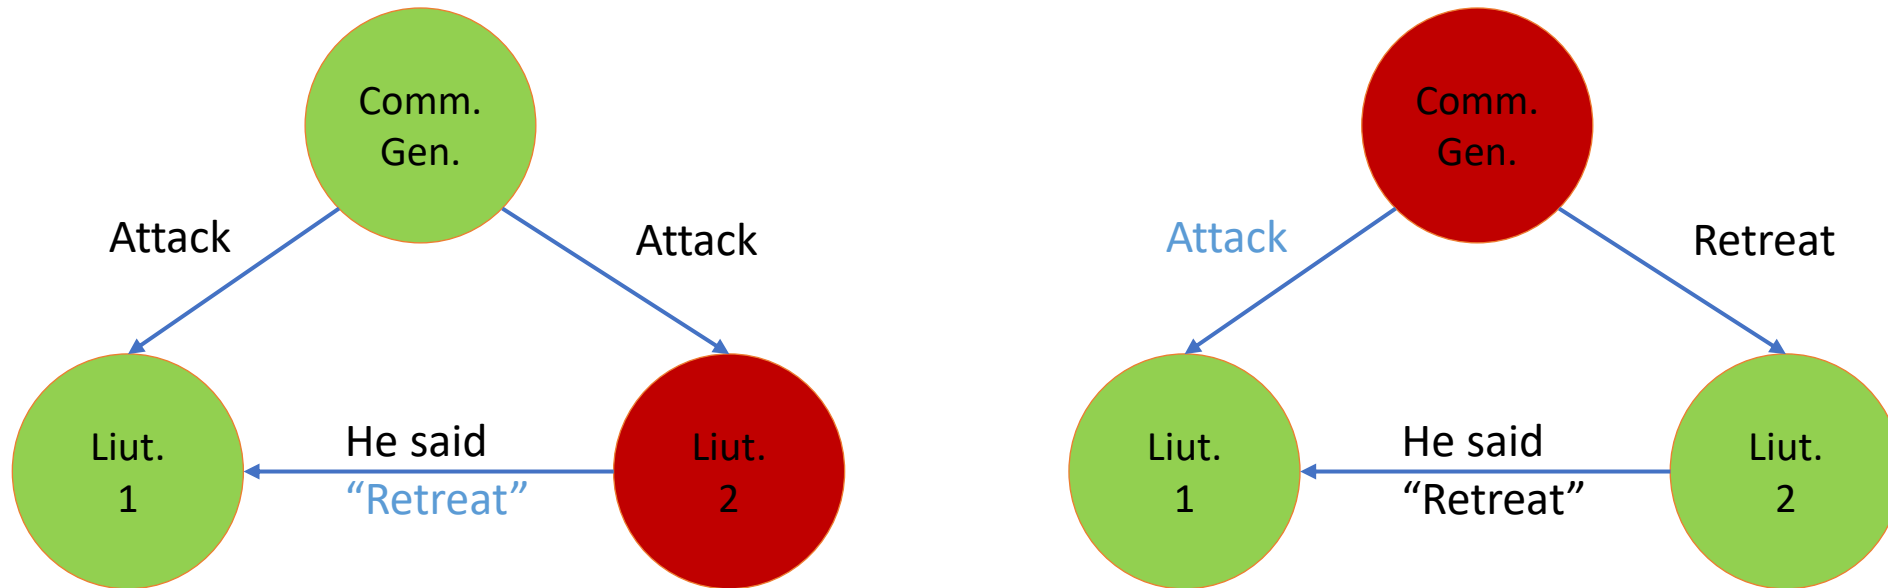 Comm.
Gen.
Attack
Attack
Liut.
1
He said
“Retreat”
Liut.
2
Comm.
Gen.
Attack
Retreat
Liut.
1
He said
“Retreat”
Liut.
2